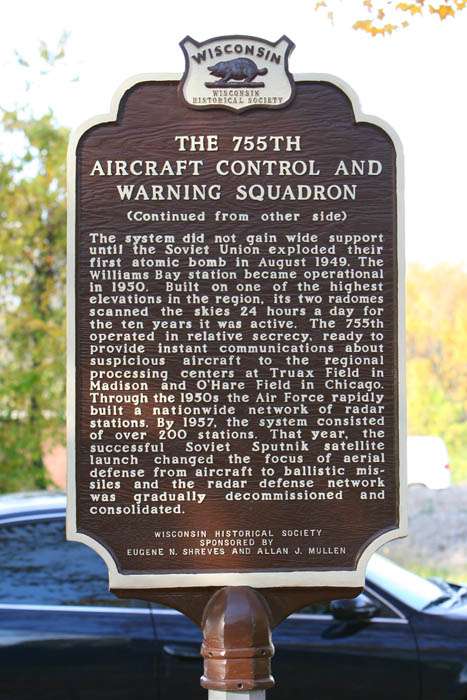 WISCONSIN
WISCONSIN
HISTORICAL SOCIETY
THE 755TH
AIRCRAFT CONTROL AND
WARNING SQUADRON
(Continued from other side)
The system did not gain wide support
until the Soviet Union exploded their
first atomic bomb in August 1949. The
Williams Bay station became operational
in 1950. Built on one of the highest
elevations in the region, its two radomes
scanned the skies 24 hours a day for
the ten years it was active. The 755th
operated in relative secrecy, ready to
provide instant communications about
suspicious aircraft to the regional
processing centers at Truax Field in
Madison and O'Hare Field in Chicago.
Through the 1950s the Air Force rapidly
built a nationwide network of radar
stations. By 1957, the system consisted
of over 200 stations. That year, the
successful Soviet Sputnik satellite
launch changed the focus of aerial
defense from aircraft to ballistic mis-
siles and the radar defense network
was gradually decommissioned and
consolidated.
WISCONSIN HISTORICAL SOCIETY
SPONSORED BY
EUGENE N. SHREVES AND ALLAN J. MULLEN